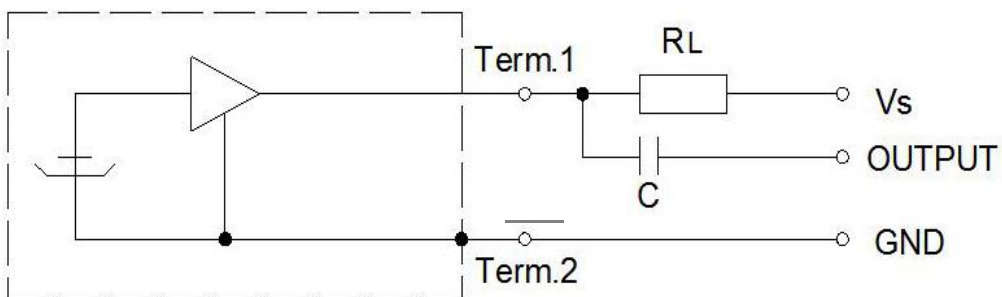 Term.1
RL
Vs
OUTPUT
C
GND
Term.2